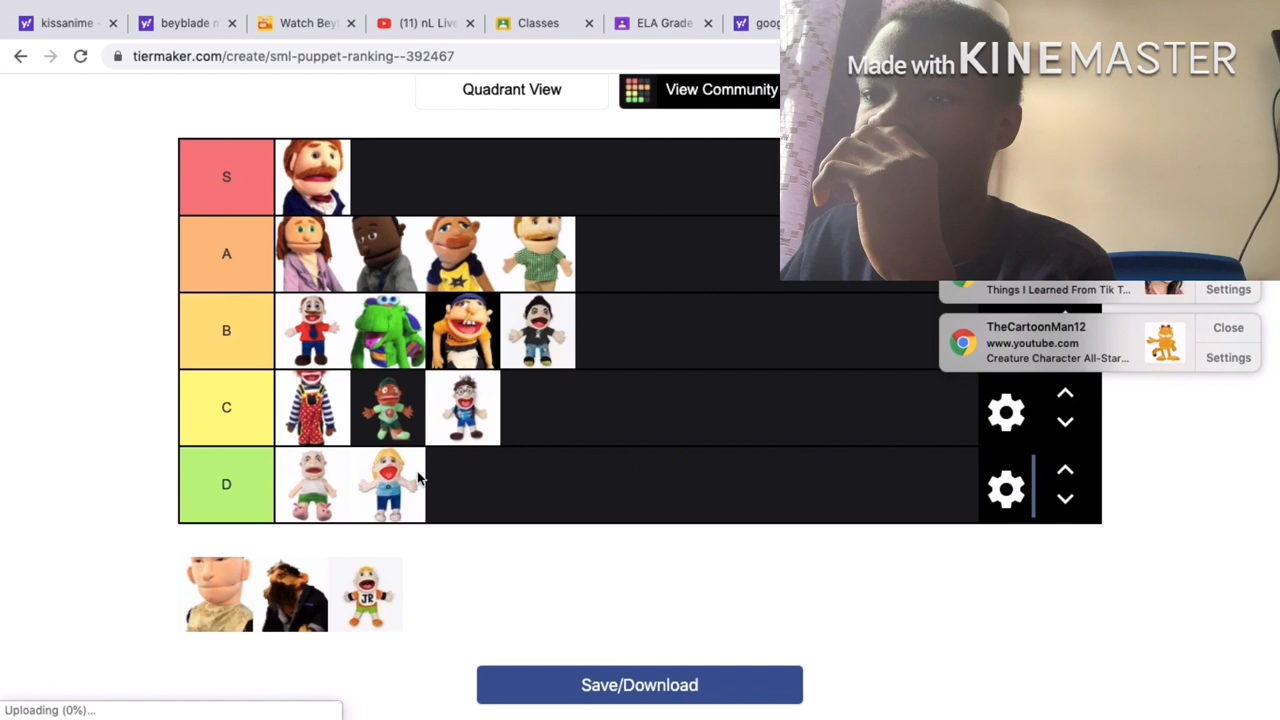 kissanime
beyblade m
Watch Bey
(11) nL Live
Classes
ELA Grade
goo
tiermaker.com/create/sml-puppet-ranking--392467
Made with KINEMASTER
Quadrant View
View Community
S
A
B
C
D
Things I Learned From Tik T...
Settings
TheCartoonMan12
www.youtube.com
Creature Character All-Star...
Close
Settings
JR
Save/Download
Uploading (0%)...